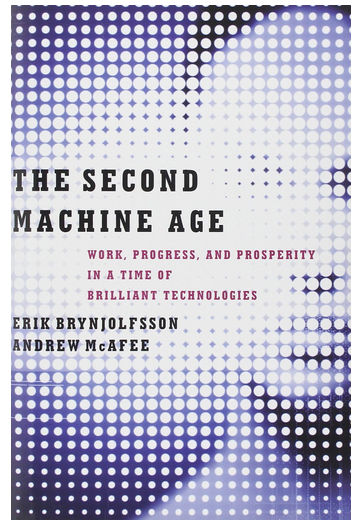 THE SECOND
MACHINE AGE
WORK, PROGRESS, AND PROSPERITY
IN A TIME OF
BRILLIANT TECHNOLOGIES
ERIK BRYNJOLFSSON
ANDREW McAFEE